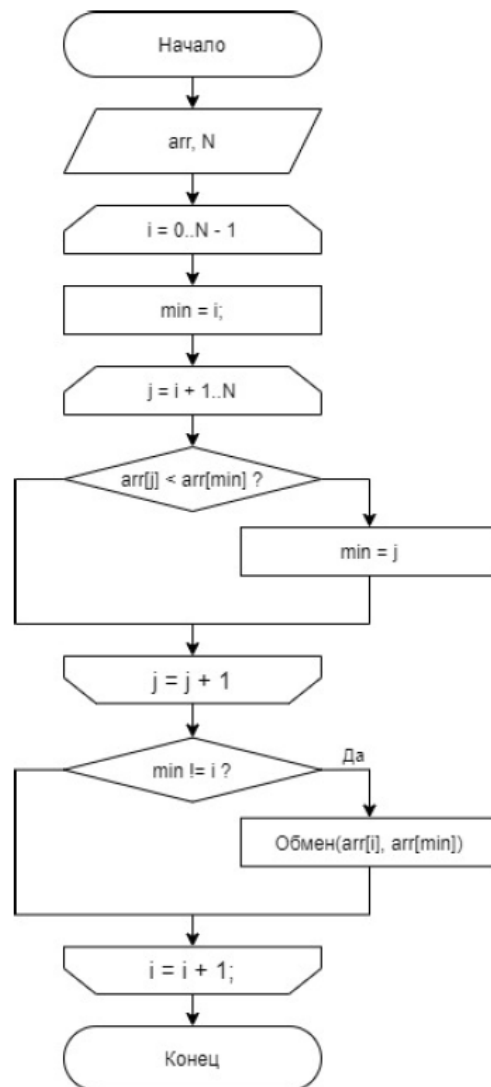 Начало
arr, N
i = 0..N - 1
min = i;
j = i + 1..N
arr[j] < arr[min] ?
min = j
j = j + 1
min != i ?
Да
Обмен(arr[i], arr[min])
i = i + 1;
Конец